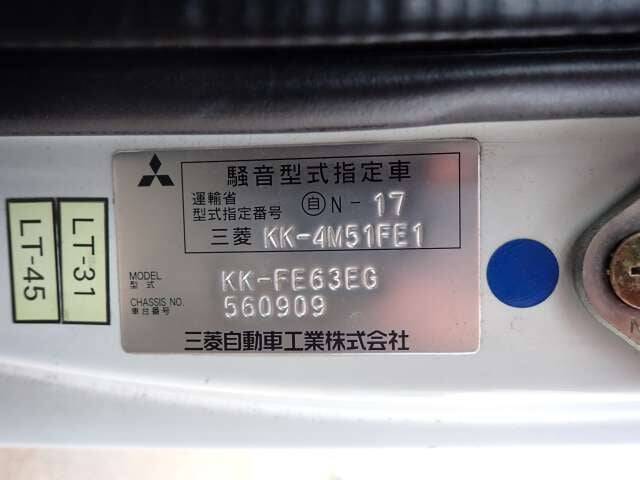 騒音型式指定車
運輸省
型式指定番号
自 N- 17
三菱 KK-4M51FE1
MODEL
型式
KK-FE63EG
CHASSIS NO.
車台番号
560909
三菱自動車工業株式会社
LT-45
LT-31